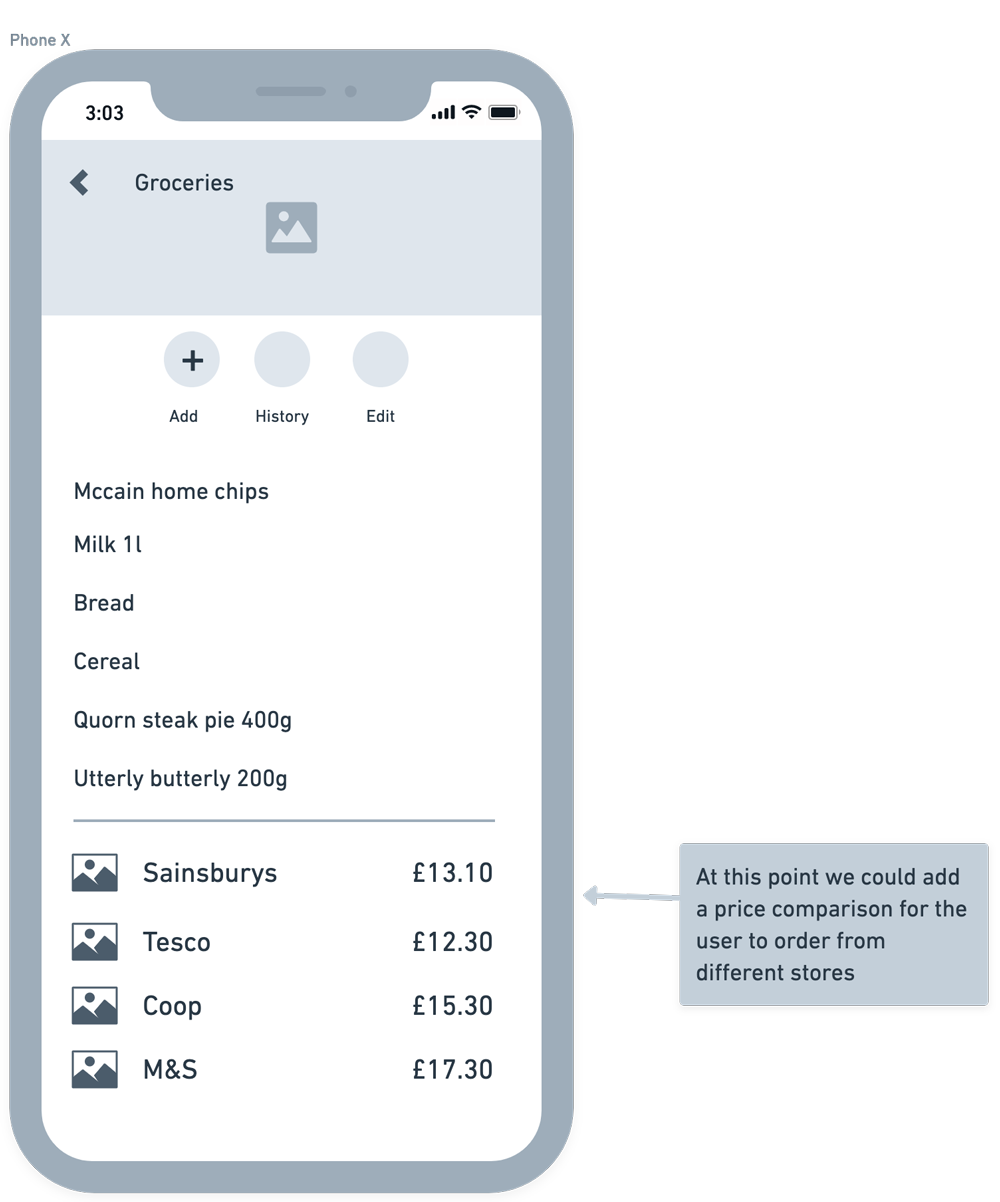 Phone X
3:03
Groceries
Add History Edit
Mccain home chips
Milk 1l
Bread
Cereal
Quorn steak pie 400g
Utterly butterly 200g
Sainsburys £13.10
Tesco £12.30
Coop £15.30
M&S £17.30
At this point we could add
a price comparison for the
user to order from
different stores